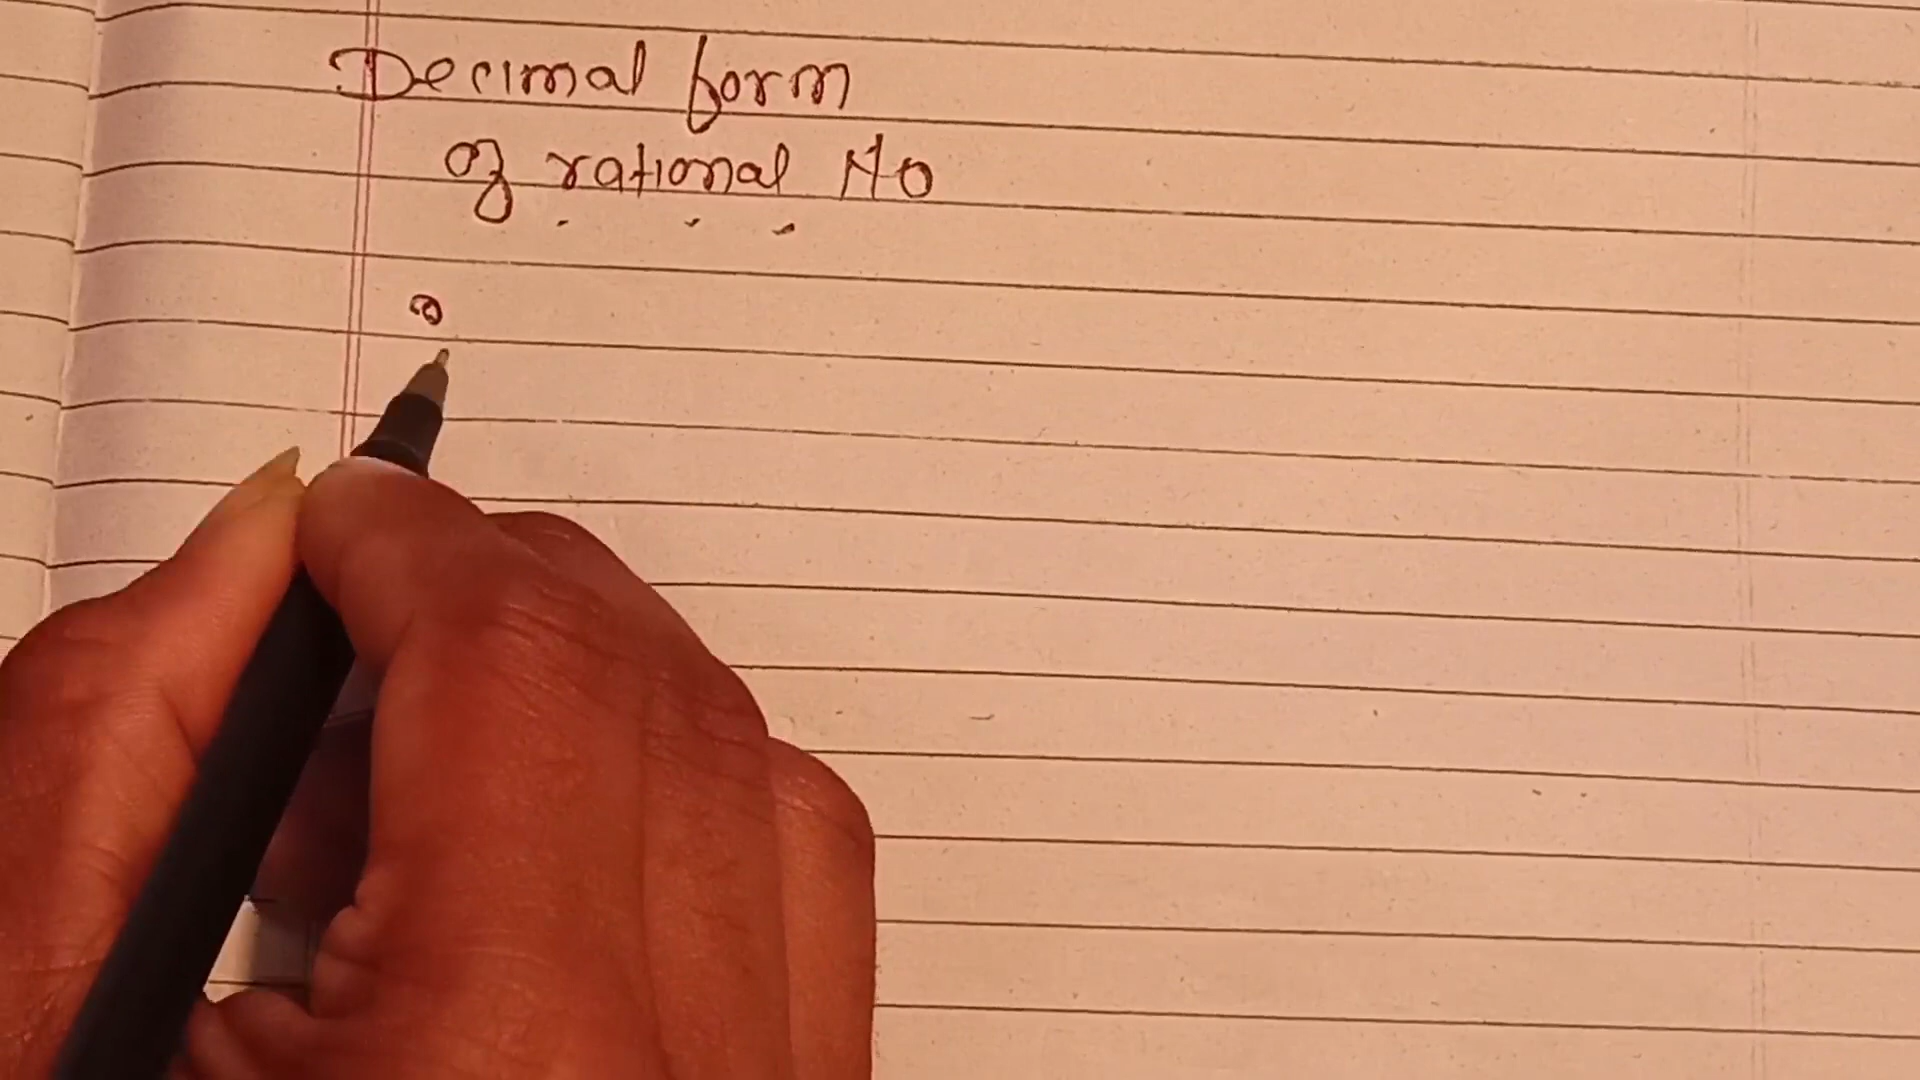 Decimal form
of rational No